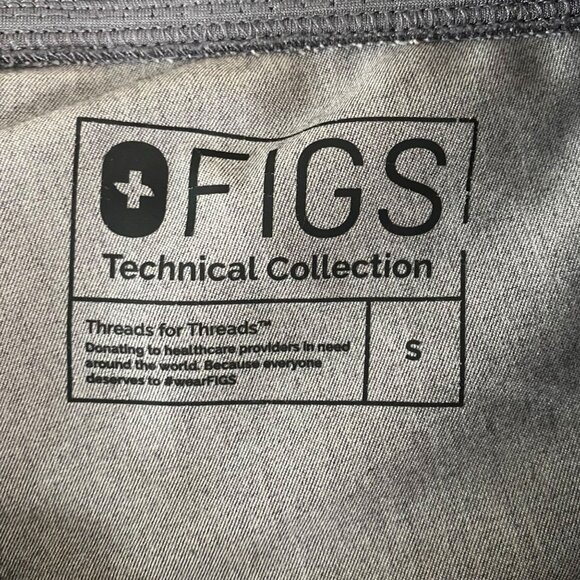 FIGS
Technical Collection
Threads for Threads™
Donating to healthcare providers in need
around the world. Because everyone
deserves to #wearFIGS
S